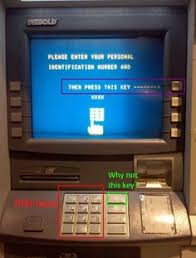 DIEBOLD
PLEASE ENTER YOUR PERSONAL
IDENTIFICATION NUMBER AND
THEN PRESS THIS KEY --------
Why not
this key?